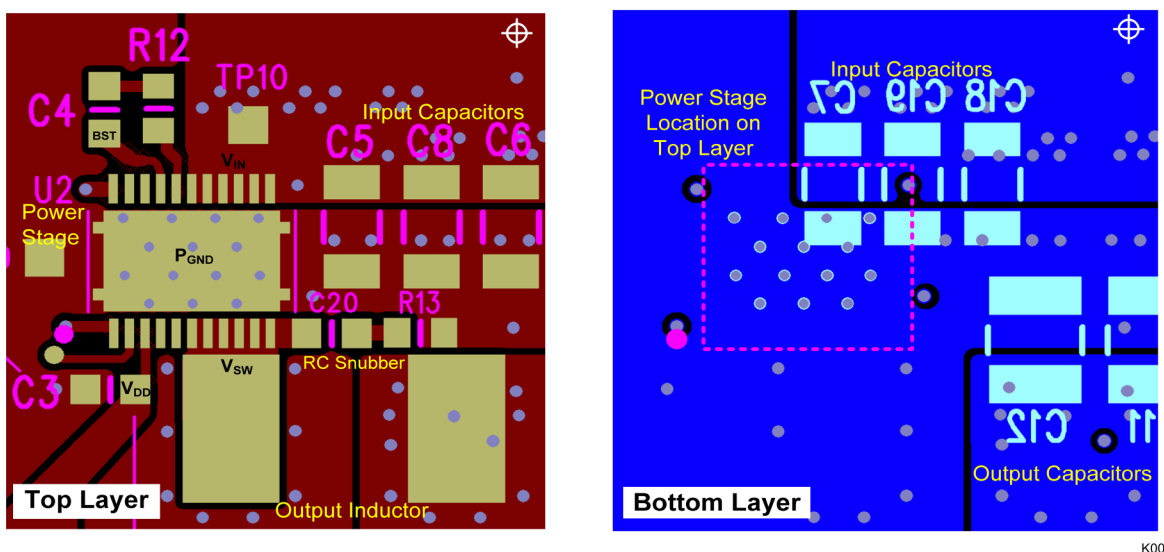 R12
TP10
C4
Input Capacitors
BST
C5
C8
C6
VIN
U2
Power
Stage
PGND
C20
R13
RC Snubber
VSW
C3
VDD
Top Layer
Output Inductor
Input Capacitors
Power Stage
Location on
Top Layer
C7
C19
C18
C12
11
Output Capacitors
Bottom Layer
K00